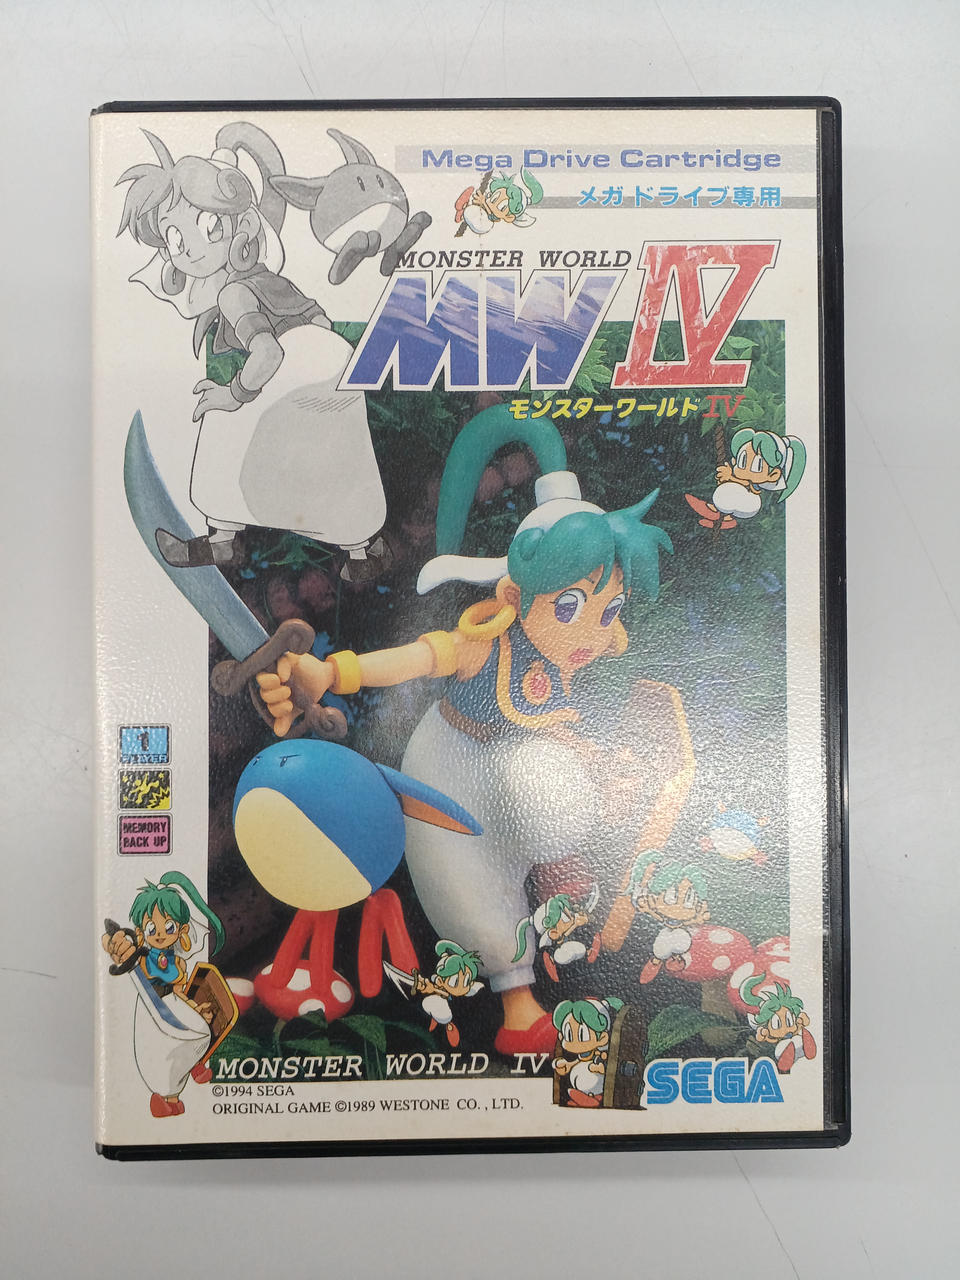 Mega Drive Cartridge
メガドライブ専用
MONSTER WORLD
MW IV
モンスターワールドIV
1
PLAYER
MEMORY
BACK UP
MONSTER WORLD IV
SEGA
©1994 SEGA
ORIGINAL GAME ©1989 WESTONE CO., LTD.